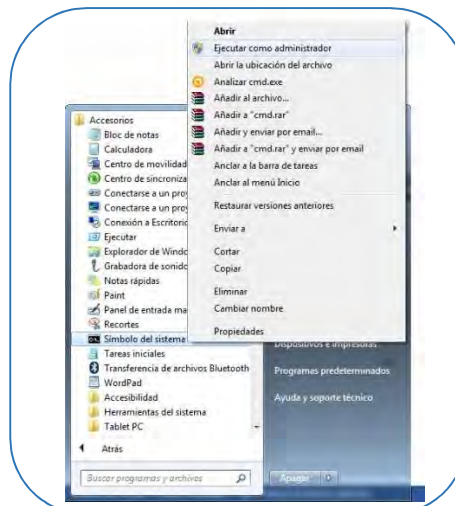 Abrir
Ejecutar como administrador
Abrir la ubicación del archivo
Analizar cmd.exe
Añadir al archivo...
Añadir a "cmd.rar"
Añadir y enviar por email...
Añadir a "cmd.rar" y enviar por email
Anclar a la barra de tareas
Anclar al menú Inicio
Restaurar versiones anteriores
Enviar a
Cortar
Copiar
Eliminar
Cambiar nombre
Propiedades
Accesorios
Bloc de notas
Calculadora
Centro de movilidad
Centro de sincroniza
Conectarse a un pro
Conectarse a un proy
Conexión a Escritorio
Ejecutar
Explorador de Windo
Grabadora de sonido
Notas rápidas
Paint
Panel de entrada ma
Recortes
Símbolo del sistema
Tareas iniciales
Transferencia de archivos Bluetooth
WordPad
Accesibilidad
Herramientas del sistema
Tablet PC
Atrás
Buscar programas y archivos
Dispositivos e impresoras
Programas predeterminados
Ayuda y soporte técnico
Apagar